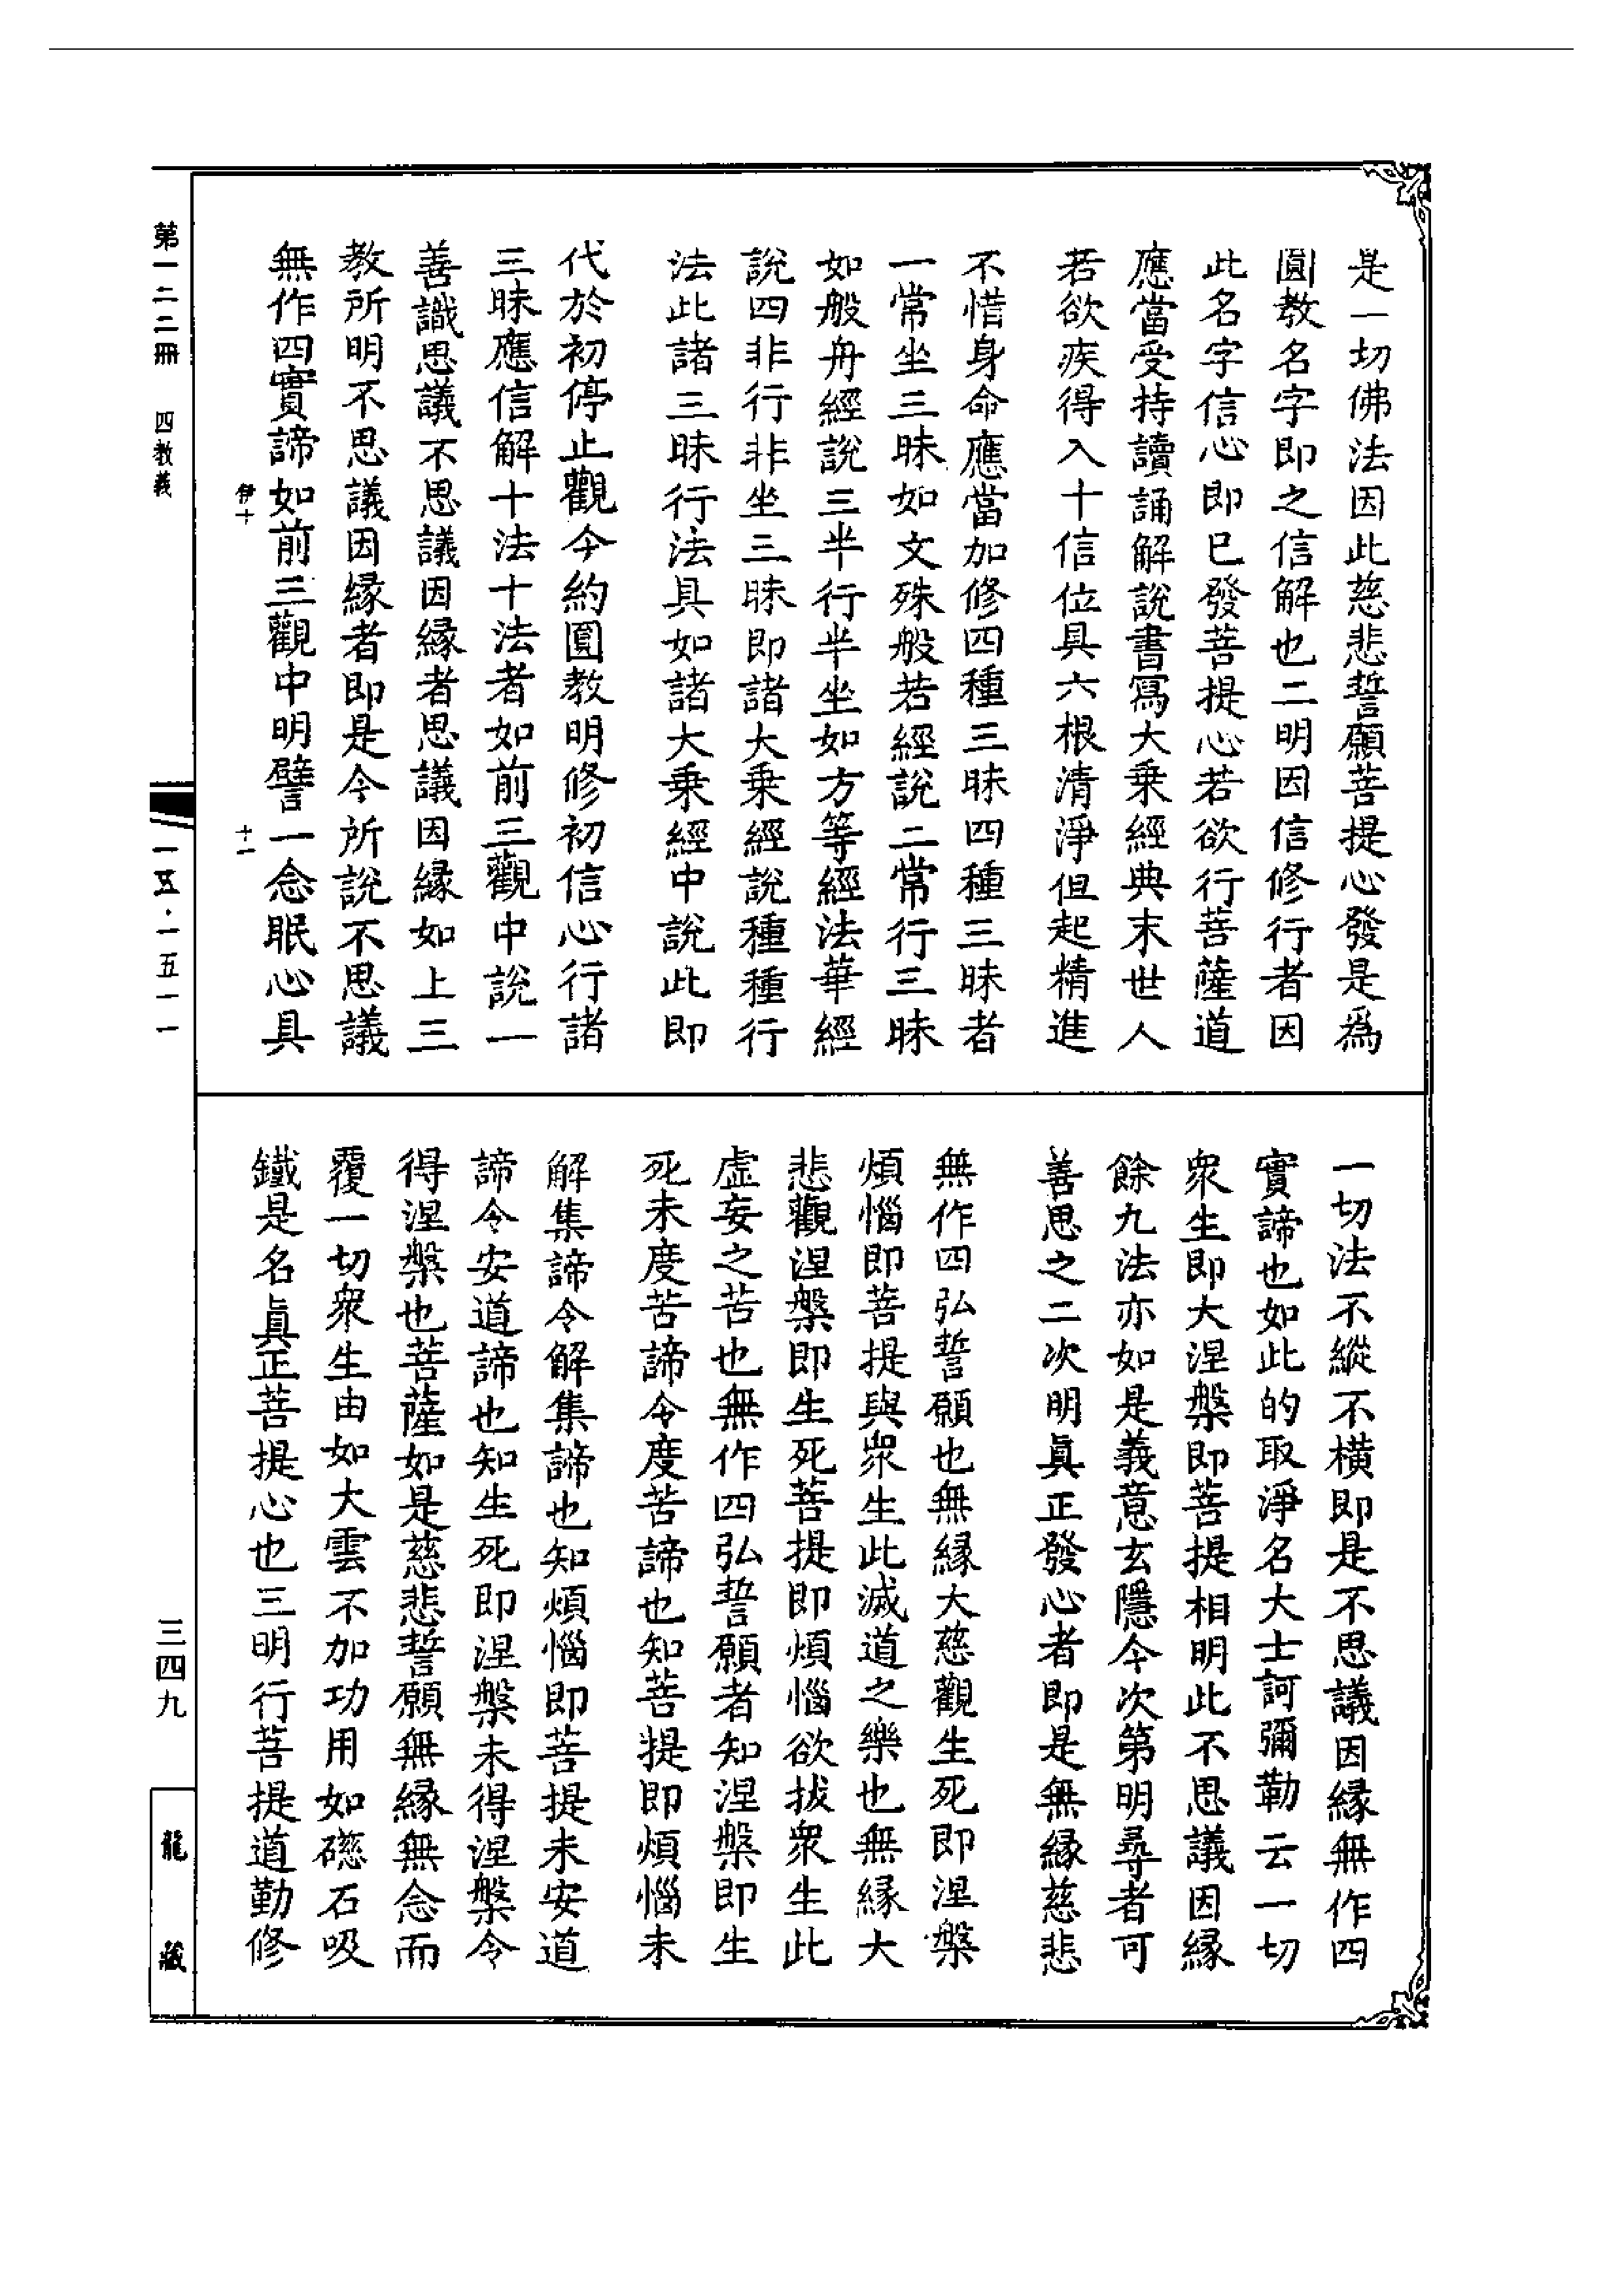 是一切佛法因此慈悲誓願菩提心發是爲
圓教名字即之信解也二明因信修行者因
此名字信心即已發菩提心若欲行菩薩道
應當受持讀誦解說書寫大乗經典末世人
若欲疾得入十信位具六根清淨但起精進
不惜身命應當加修四種三昧四種三昧者
一常坐三昧如文殊般若經說二常行三昧
如般舟經說三半行半坐如方等經法華經
說四非行非坐三昧即諸大乗經說種種行
法此諸三昧行法具如諸大乗經中說此即
代於初停止觀今約圓教明修初信心行諸
三昧應信解十法十法者如前三觀中說一
善識思議不思議因縁者思議因縁如上三
教所明不思議因縁者即是今所說不思議
無作四實諦如前三觀中明譬一念眠心具
伊十
十一
一切法不縱不横即是不思議因縁無作四
實諦也如此的取淨名大士訶彌勒云一切
衆生即大涅槃即菩提相明此不思議因縁
餘九法亦如是義意玄隱今次第明尋者可
善思之二次明眞正發心者即是無縁慈悲
無作四弘誓願也無縁大慈觀生死即涅槃
煩惱即菩提與衆生此滅道之樂也無縁大
悲觀涅槃即生死菩提即煩惱欲拔衆生此
虛妄之苦也無作四弘誓願者知涅槃即生
死未度苦諦令度苦諦也知菩提即煩惱未
解集諦令解集諦也知煩惱即菩提未安道
諦令安道諦也知生死即涅槃未得涅槃令
得涅槃也菩薩如是慈悲誓願無縁無念而
覆一切衆生由如大雲不加功用如礠石吸
鐵是名眞正菩提心也三明行菩提道勤修
第一二二冊 四教義
一五·一五一一
三四九
龍藏